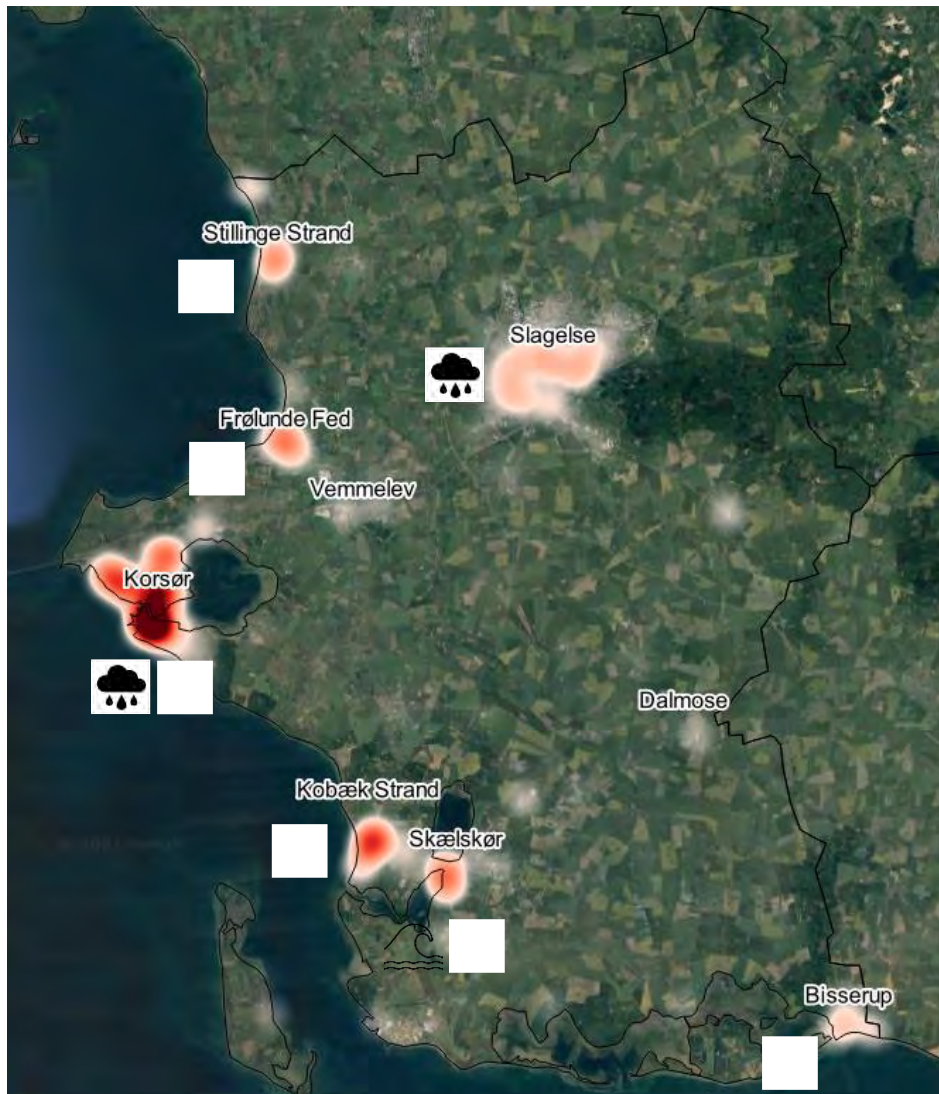 Stillinge Strand
Slagelse
Frølunde Fed
Vemmelev
Korsør
Dalmose
Kobæk Strand
Skælskør
Bisserup